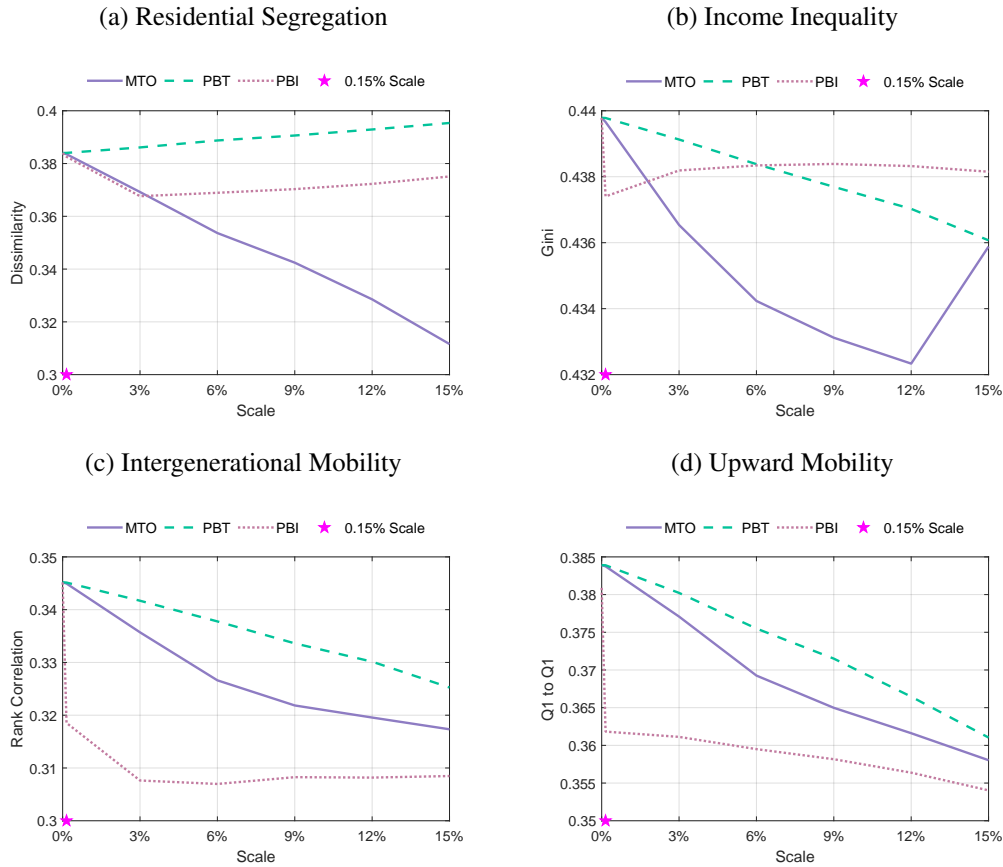 (a) Residential Segregation
MTO PBT PBI 0.15% Scale
0.4
0.38
0.36
0.34
0.32
0.3
Dissimilarity
0% 3% 6% 9% 12% 15%
Scale
(b) Income Inequality
MTO PBT PBI 0.15% Scale
0.44
0.438
0.436
0.434
0.432
Gini
0% 3% 6% 9% 12% 15%
Scale
(c) Intergenerational Mobility
MTO PBT PBI 0.15% Scale
0.35
0.34
0.33
0.32
0.31
0.3
Rank Correlation
0% 3% 6% 9% 12% 15%
Scale
(d) Upward Mobility
MTO PBT PBI 0.15% Scale
0.385
0.38
0.375
0.37
0.365
0.36
0.355
0.35
Q1 to Q1
0% 3% 6% 9% 12% 15%
Scale